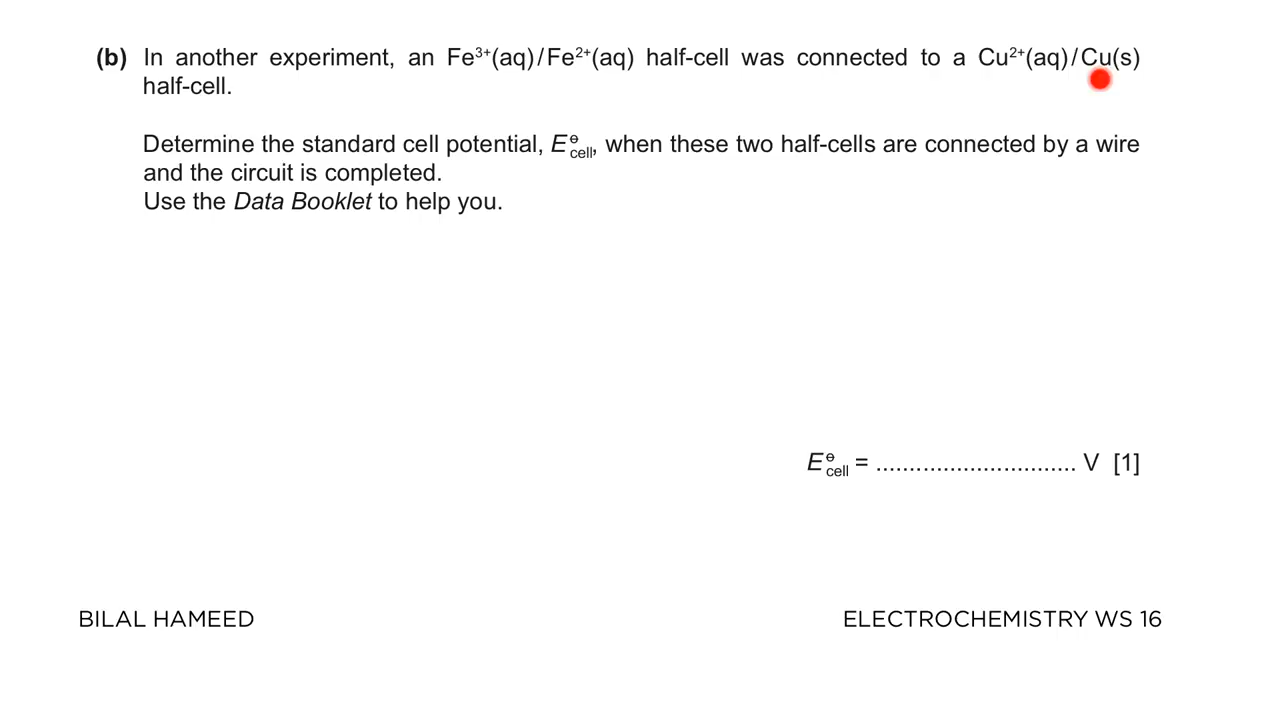 (b) In another experiment, an Fe³⁺(aq)/Fe²⁺(aq) half-cell was connected to a Cu²⁺(aq)/Cu(s)
half-cell.
Determine the standard cell potential, E⦵cell, when these two half-cells are connected by a wire
and the circuit is completed.
Use the Data Booklet to help you.
E⦵cell = .............................. V [1]
BILAL HAMEED
ELECTROCHEMISTRY WS 16